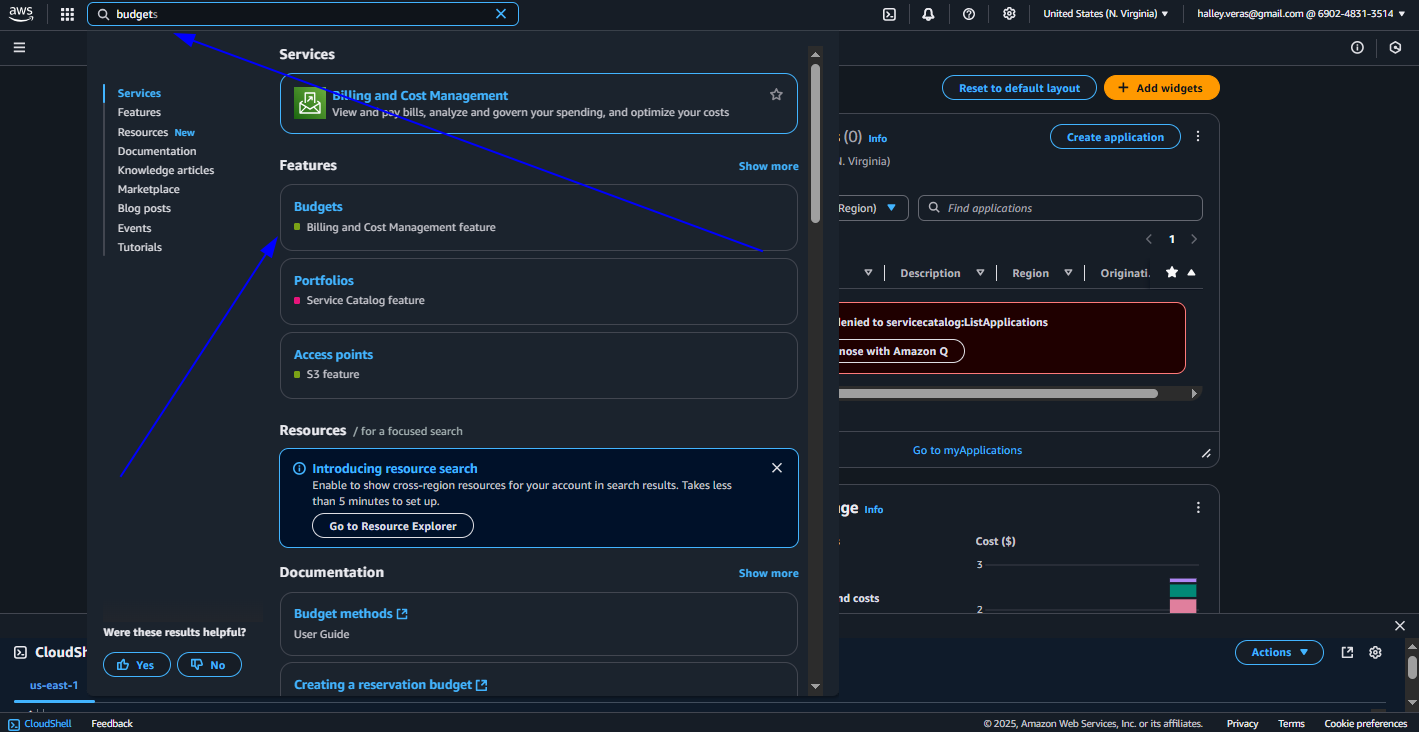 aws
budgets
United States (N. Virginia)
halley.veras@gmail.com @ 6902-4831-3514
Services
Features
Resources New
Documentation
Knowledge articles
Marketplace
Blog posts
Events
Tutorials
Services
Billing and Cost Management
View and pay bills, analyze and govern your spending, and optimize your costs
Features
Show more
Budgets
Billing and Cost Management feature
Portfolios
Service Catalog feature
Access points
S3 feature
Resources / for a focused search
Introducing resource search
Enable to show cross-region resources for your account in search results. Takes less
than 5 minutes to set up.
Go to Resource Explorer
Documentation
Show more
Budget methods
User Guide
Creating a reservation budget
Were these results helpful?
Yes
No
Reset to default layout
Add widgets
(0) Info
Create application
Virginia)
Region)
Find applications
1
Description
Region
Originati
to servicecatalog:ListApplications
with Amazon Q
Go to myApplications
Info
Cost ($)
3
costs
2
CloudSh
Actions
us-east-1
CloudShell
Feedback
© 2025, Amazon Web Services, Inc. or its affiliates.
Privacy
Terms
Cookie preferences